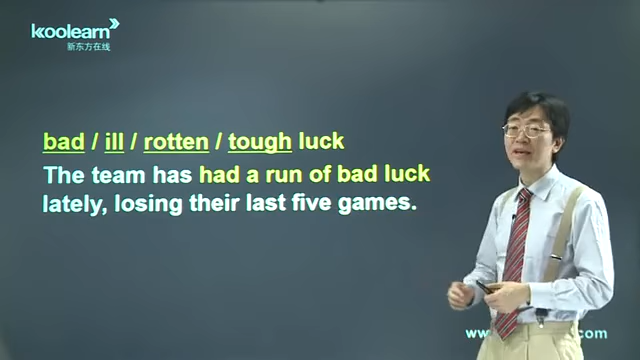 koolearn
新东方在线
bad / ill / rotten / tough luck
The team has had a run of bad luck
lately, losing their last five games.